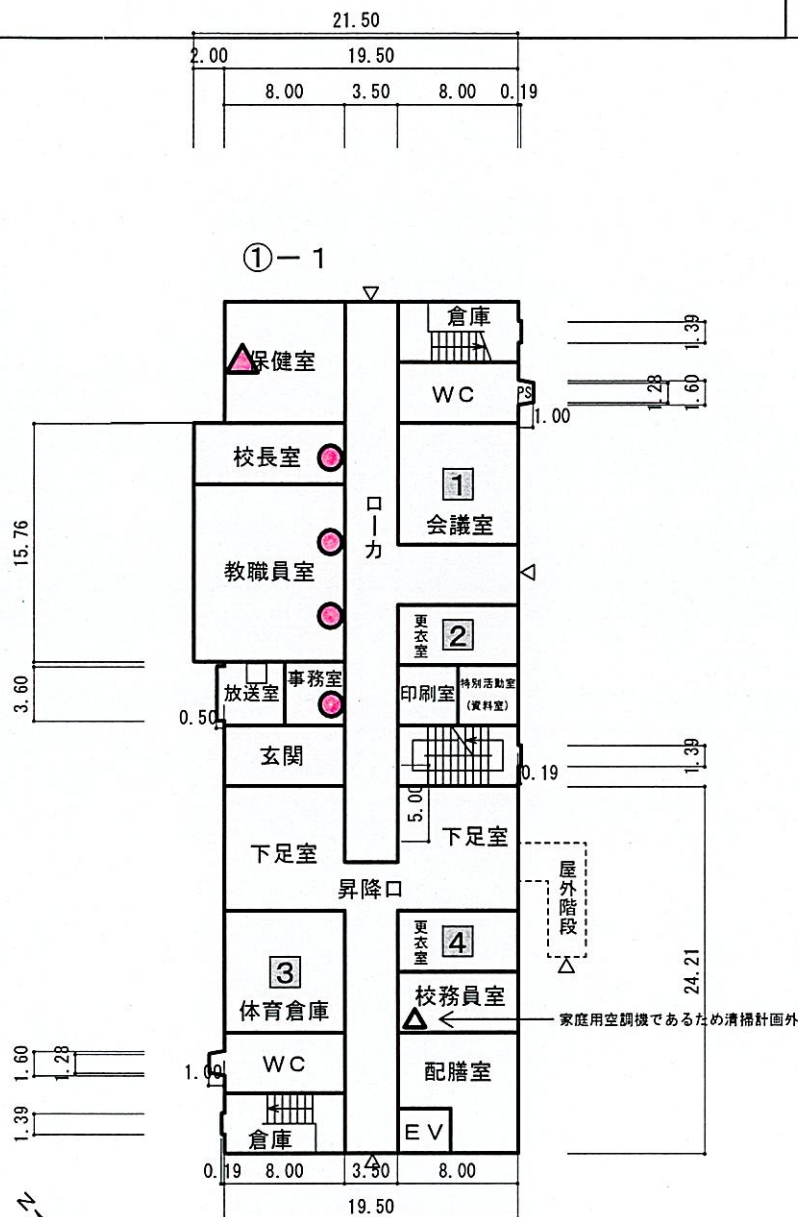 21.50
2.00 19.50
8.00 3.50 8.00 0.19
①-1
倉庫
1.39
保健室
WC
PS
1.28
1.60
1.00
校長室
1
会議室
ローカ
15.76
教職員室
更衣室
2
3.60
放送室
事務室
印刷室
特別活動室
(資料室)
0.50
玄関
1.39
0.19
5.00
下足室
下足室
昇降口
屋外階段
更衣室
4
3
体育倉庫
24.21
校務員室
家庭用空調機であるため清掃計画外
1.60
1.28
1.00
WC
配膳室
1.39
倉庫
EV
0.19 8.00 3.50 8.00
19.50
N